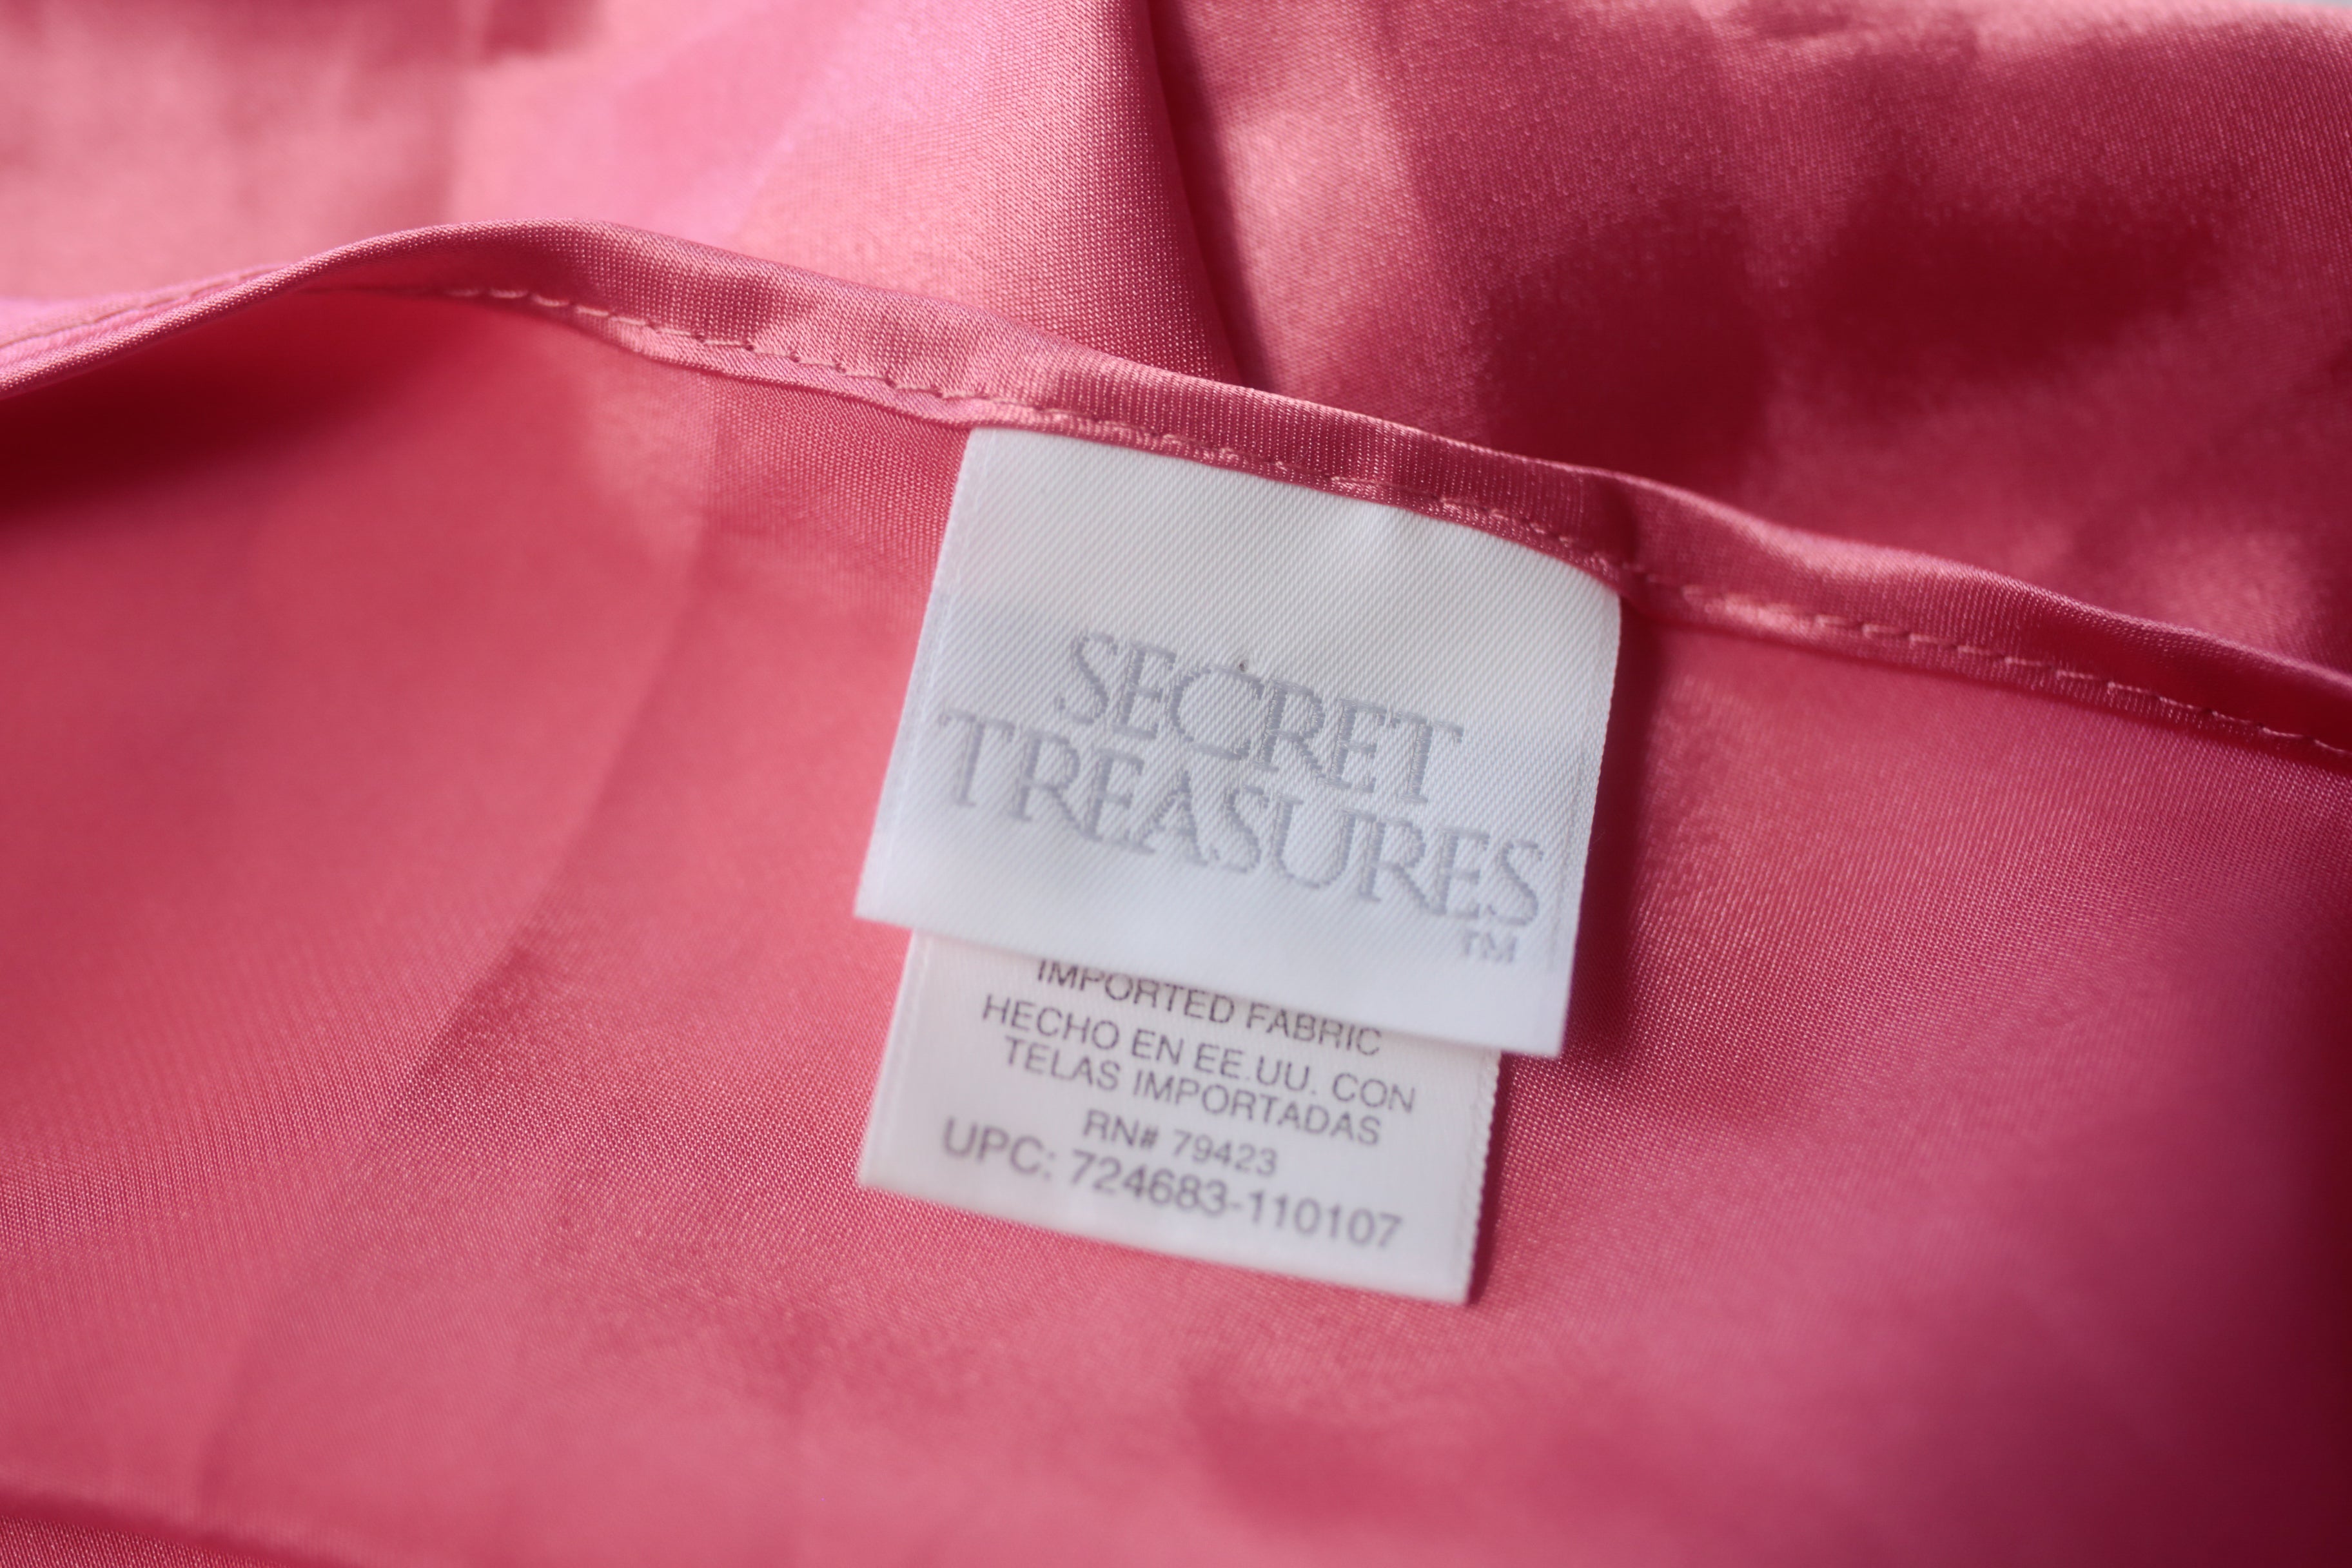 SECRET
TREASURES
TM
IMPORTED FABRIC
HECHO EN EE.UU. CON
TELAS IMPORTADAS
RN# 79423
UPC: 724683-110107